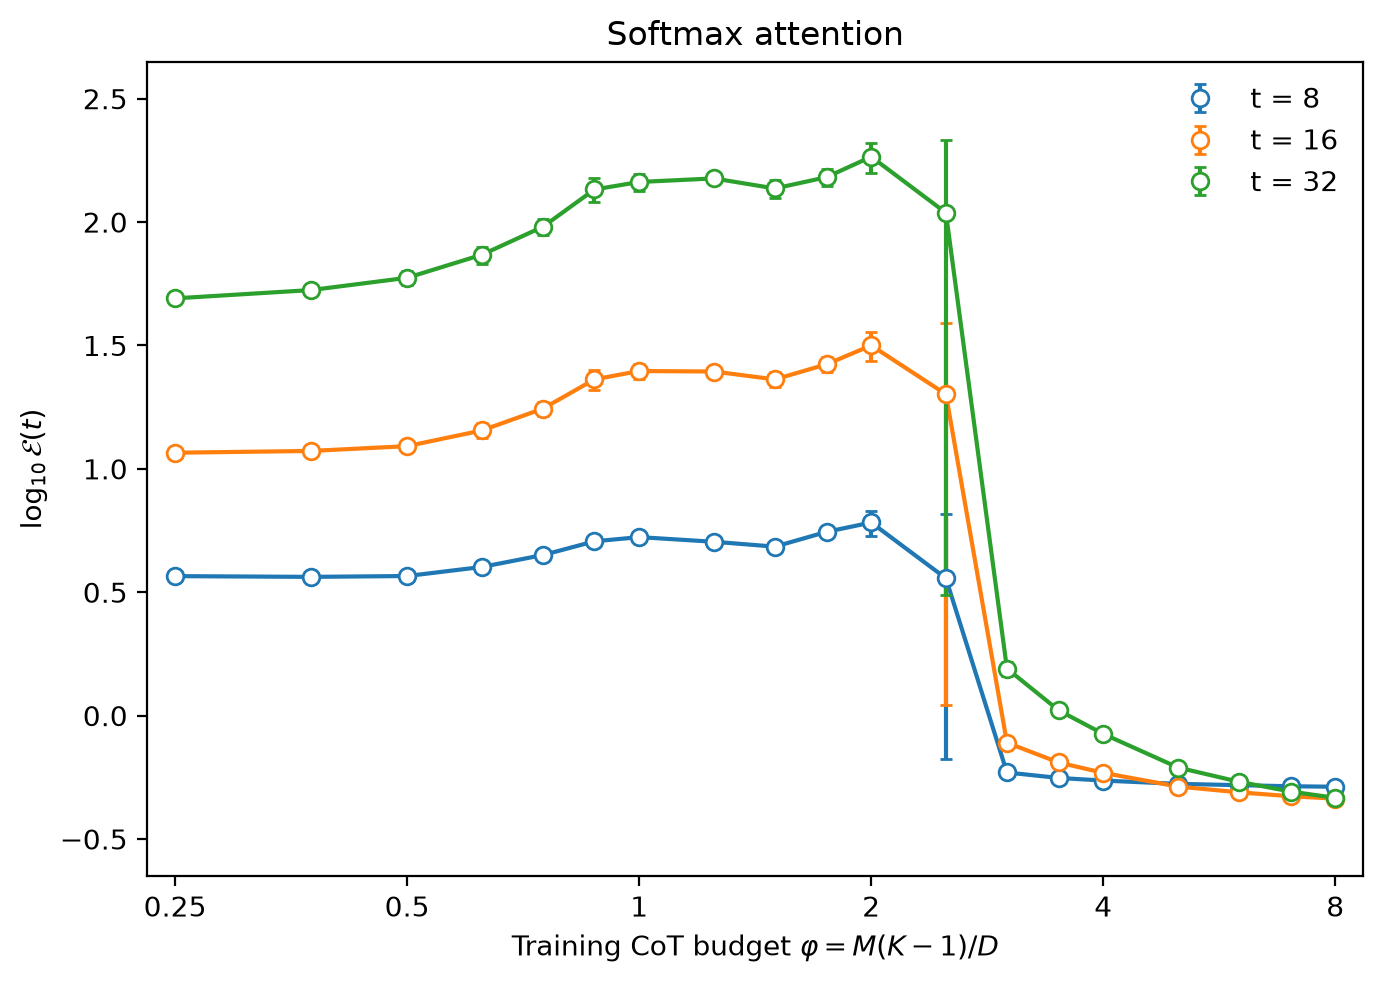 Softmax attention
t = 8
t = 16
t = 32
2.5
2.0
1.5
1.0
0.5
0.0
−0.5
log₁₀ ℰ(t)
0.25 0.5 1 2 4 8
Training CoT budget φ = M(K − 1)/D